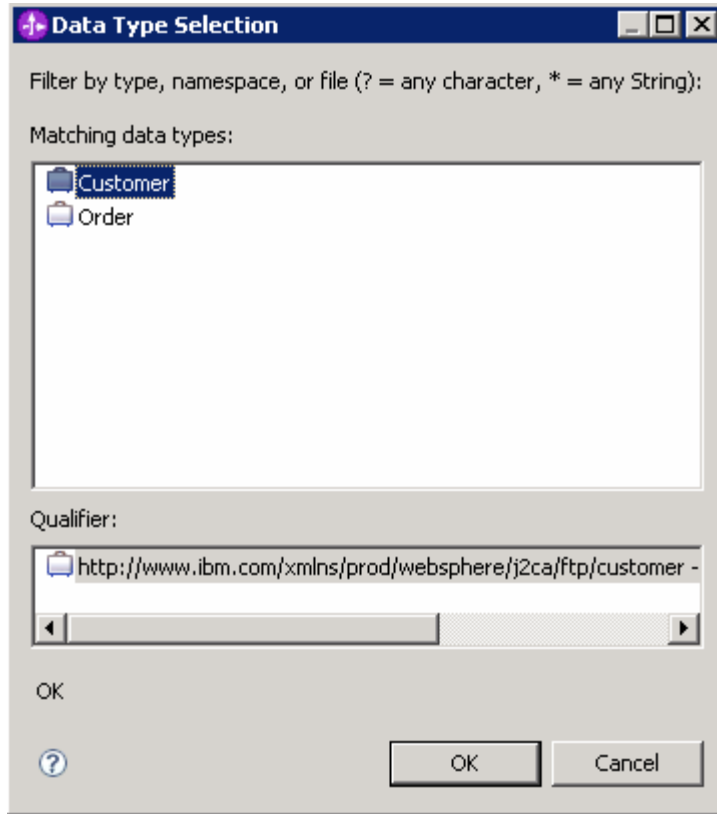 Data Type Selection
Filter by type, namespace, or file (? = any character, * = any String):
Matching data types:
Customer
Order
Qualifier:
http://www.ibm.com/xmlns/prod/websphere/j2ca/ftp/customer -
OK
? OK Cancel